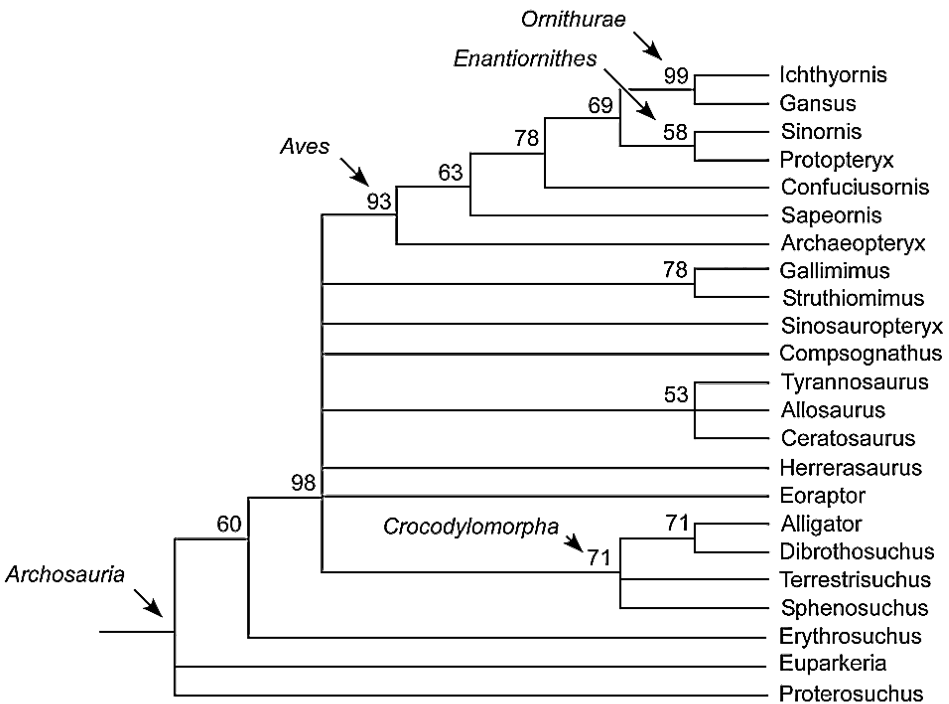 Ornithurae
Enantiornithes
99
Ichthyornis
Gansus
69
58
Sinornis
Protopteryx
Aves
78
Confuciusornis
63
93
Sapeornis
Archaeopteryx
78
Gallimimus
Struthiomimus
Sinosauropteryx
Compsognathus
53
Tyrannosaurus
Allosaurus
Ceratosaurus
Herrerasaurus
98
Eoraptor
60
Crocodylomorpha
71
71
Alligator
Dibrothosuchus
Archosauria
Terrestrisuchus
Sphenosuchus
Erythrosuchus
Euparkeria
Proterosuchus